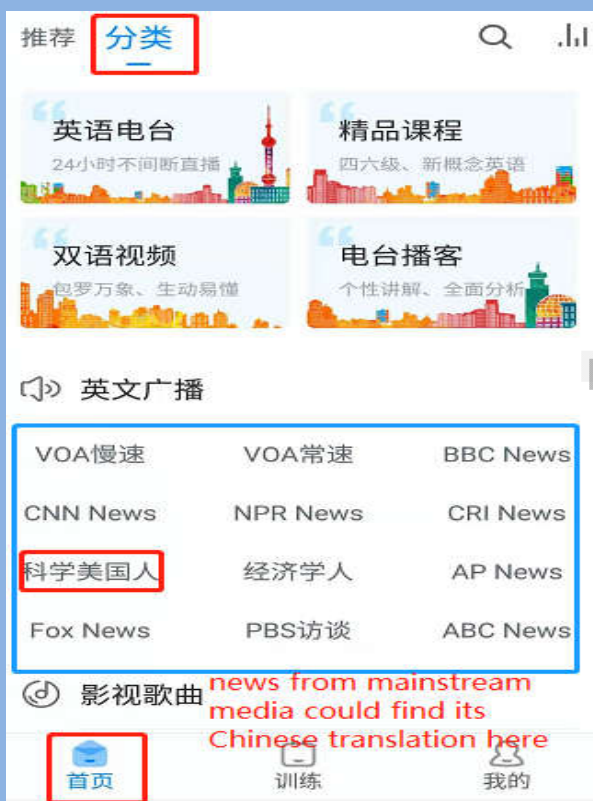 推荐 分类
英语电台 精品课程
24小时不间断直播 四六级、新概念英语
双语视频 电台播客
包罗万象、生动易懂 个性讲解、全面分析
英文广播
VOA慢速 VOA常速 BBC News
CNN News NPR News CRI News
科学美国人 经济学人 AP News
Fox News PBS访谈 ABC News
影视歌曲
news from mainstream
media could find its
Chinese translation here
首页 训练 我的